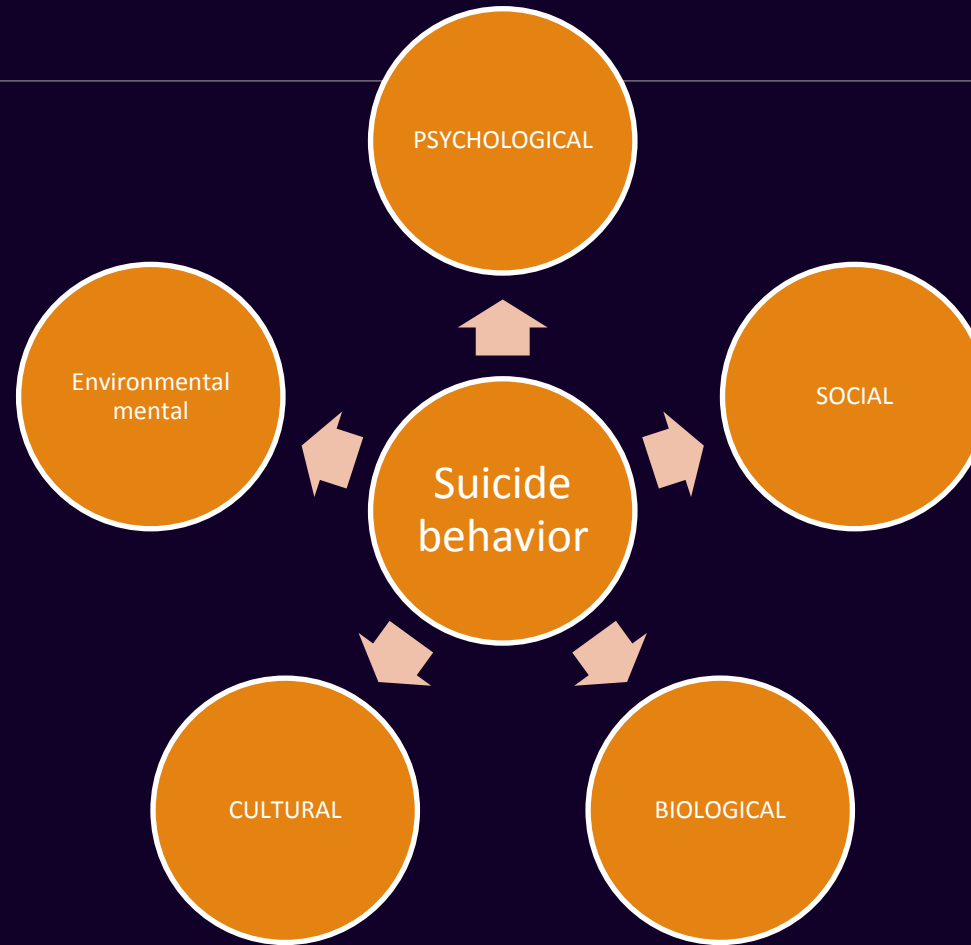 PSYCHOLOGICAL
Environmental
mental
SOCIAL
Suicide
behavior
CULTURAL
BIOLOGICAL